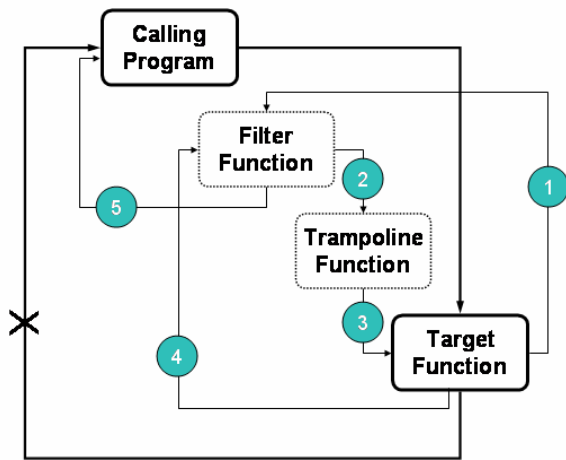 Calling
Program
Filter
Function
1
2
5
Trampoline
Function
3
4
Target
Function
X